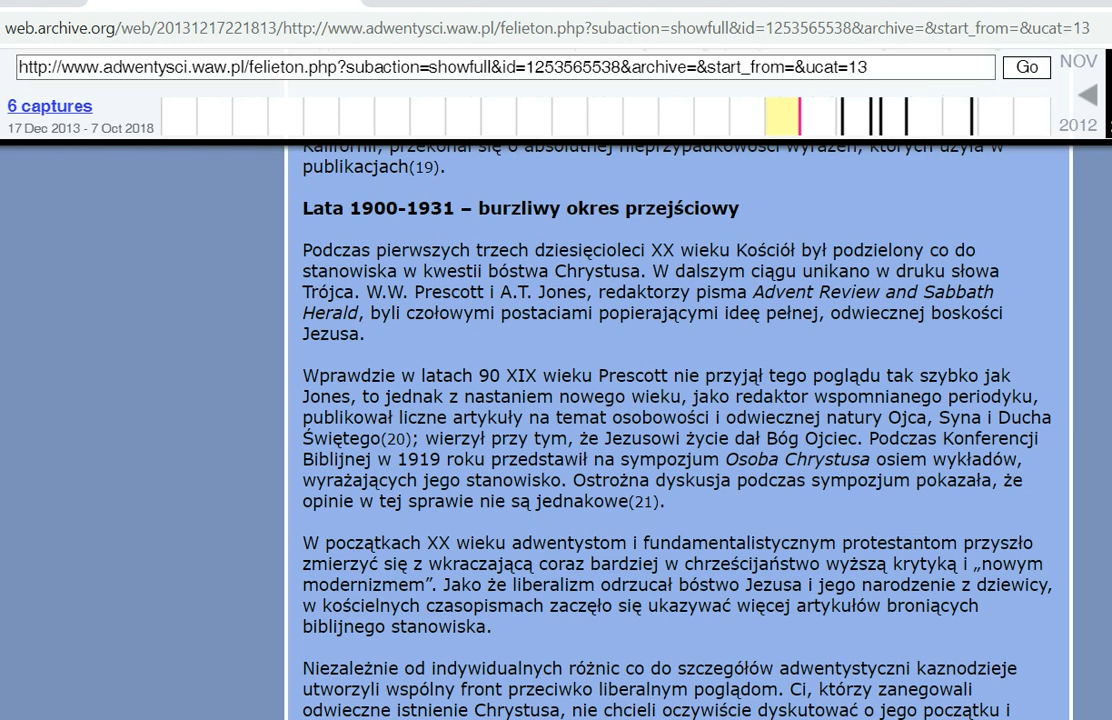 web.archive.org/web/20131217221813/http://www.adwentysci.waw.pl/felieton.php?subaction=showfull&id=1253565538&archive=&start_from=&ucat=13
http://www.adwentysci.waw.pl/felieton.php?subaction=showfull&id=1253565538&archive=&start_from=&ucat=13
Go
NOV
6 captures
17 Dec 2013 - 7 Oct 2018
2012
Kalifornii, przekonał się o absolutnej nieprzypadkowości wyrażeń, których użyła w
publikacjach(19).
Lata 1900-1931 – burzliwy okres przejściowy
Podczas pierwszych trzech dziesięcioleci XX wieku Kościół był podzielony co do
stanowiska w kwestii bóstwa Chrystusa. W dalszym ciągu unikano w druku słowa
Trójca. W.W. Prescott i A.T. Jones, redaktorzy pisma Advent Review and Sabbath
Herald, byli czołowymi postaciami popierającymi ideę pełnej, odwiecznej boskości
Jezusa.
Wprawdzie w latach 90 XIX wieku Prescott nie przyjął tego poglądu tak szybko jak
Jones, to jednak z nastaniem nowego wieku, jako redaktor wspomnianego periodyku,
publikował liczne artykuły na temat osobowości i odwiecznej natury Ojca, Syna i Ducha
Świętego(20); wierzył przy tym, że Jezusowi życie dał Bóg Ojciec. Podczas Konferencji
Biblijnej w 1919 roku przedstawił na sympozjum Osoba Chrystusa osiem wykładów,
wyrażających jego stanowisko. Ostrożna dyskusja podczas sympozjum pokazała, że
opinie w tej sprawie nie są jednakowe(21).
W początkach XX wieku adwentystom i fundamentalistycznym protestantom przyszło
zmierzyć się z wkraczającą coraz bardziej w chrześcijaństwo wyższą krytyką i „nowym
modernizmem”. Jako że liberalizm odrzucał bóstwo Jezusa i jego narodzenie z dziewicy,
w kościelnych czasopismach zaczęło się ukazywać więcej artykułów broniących
biblijnego stanowiska.
Niezależnie od indywidualnych różnic co do szczegółów adwentystyczni kaznodzieje
utworzyli wspólny front przeciwko liberalnym poglądom. Ci, którzy zanegowali
odwieczne istnienie Chrystusa, nie chcieli oczywiście dyskutować o jego początku i